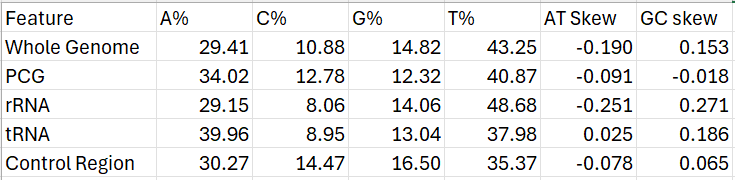 Feature A% C% G% T% AT Skew GC skew
Whole Genome 29.41 10.88 14.82 43.25 -0.190 0.153
PCG 34.02 12.78 12.32 40.87 -0.091 -0.018
rRNA 29.15 8.06 14.06 48.68 -0.251 0.271
tRNA 39.96 8.95 13.04 37.98 0.025 0.186
Control Region 30.27 14.47 16.50 35.37 -0.078 0.065